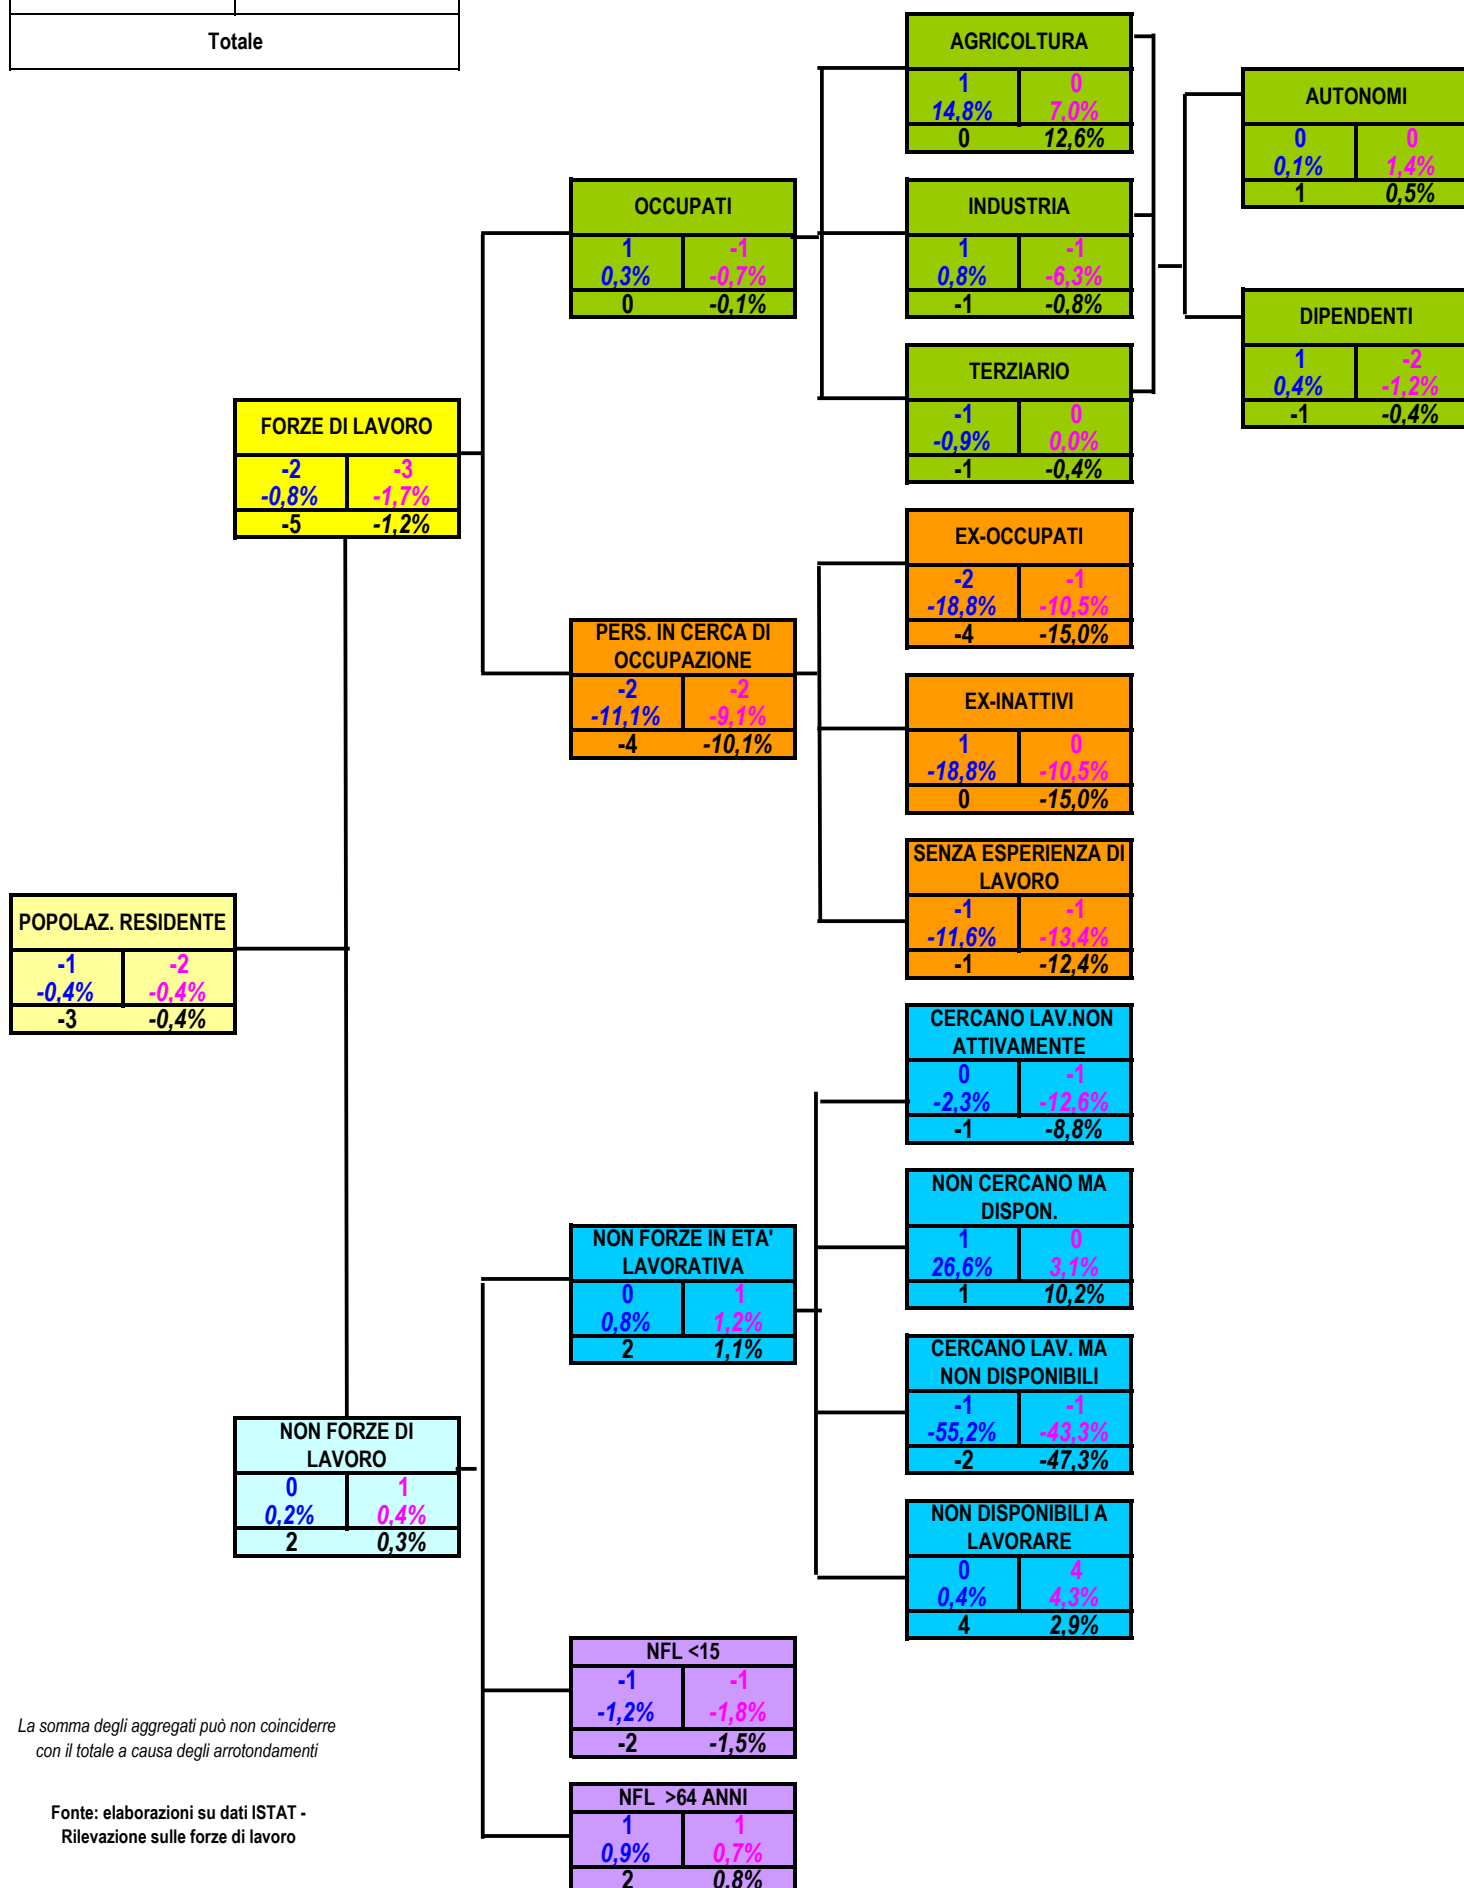 Totale
AGRICOLTURA
1 0
14,8% 7,0%
0 12,6%
AUTONOMI
0 0
0,1% 1,4%
1 0,5%
OCCUPATI
1 -1
0,3% -0,7%
0 -0,1%
INDUSTRIA
1 -1
0,8% -6,3%
-1 -0,8%
DIPENDENTI
1 -2
0,4% -1,2%
-1 -0,4%
TERZIARIO
-1 0
-0,9% 0,0%
-1 -0,4%
FORZE DI LAVORO
-2 -3
-0,8% -1,7%
-5 -1,2%
EX-OCCUPATI
-2 -1
-18,8% -10,5%
-4 -15,0%
PERS. IN CERCA DI
OCCUPAZIONE
-2 -2
-11,1% -9,1%
-4 -10,1%
EX-INATTIVI
1 0
-18,8% -10,5%
0 -15,0%
SENZA ESPERIENZA DI
LAVORO
-1 -1
-11,6% -13,4%
-1 -12,4%
POPOLAZ. RESIDENTE
-1 -2
-0,4% -0,4%
-3 -0,4%
CERCANO LAV.NON
ATTIVAMENTE
0 -1
-2,3% -12,6%
-1 -8,8%
NON CERCANO MA
DISPON.
1 0
26,6% 3,1%
1 10,2%
NON FORZE IN ETA'
LAVORATIVA
0 1
0,8% 1,2%
2 1,1%
CERCANO LAV. MA
NON DISPONIBILI
-1 -1
-55,2% -43,3%
-2 -47,3%
NON FORZE DI
LAVORO
0 1
0,2% 0,4%
2 0,3%
NON DISPONIBILI A
LAVORARE
0 4
0,4% 4,3%
4 2,9%
NFL <15
-1 -1
-1,2% -1,8%
-2 -1,5%
La somma degli aggregati può non coinciderre
con il totale a causa degli arrotondamenti
NFL >64 ANNI
1 1
0,9% 0,7%
2 0,8%
Fonte: elaborazioni su dati ISTAT -
Rilevazione sulle forze di lavoro